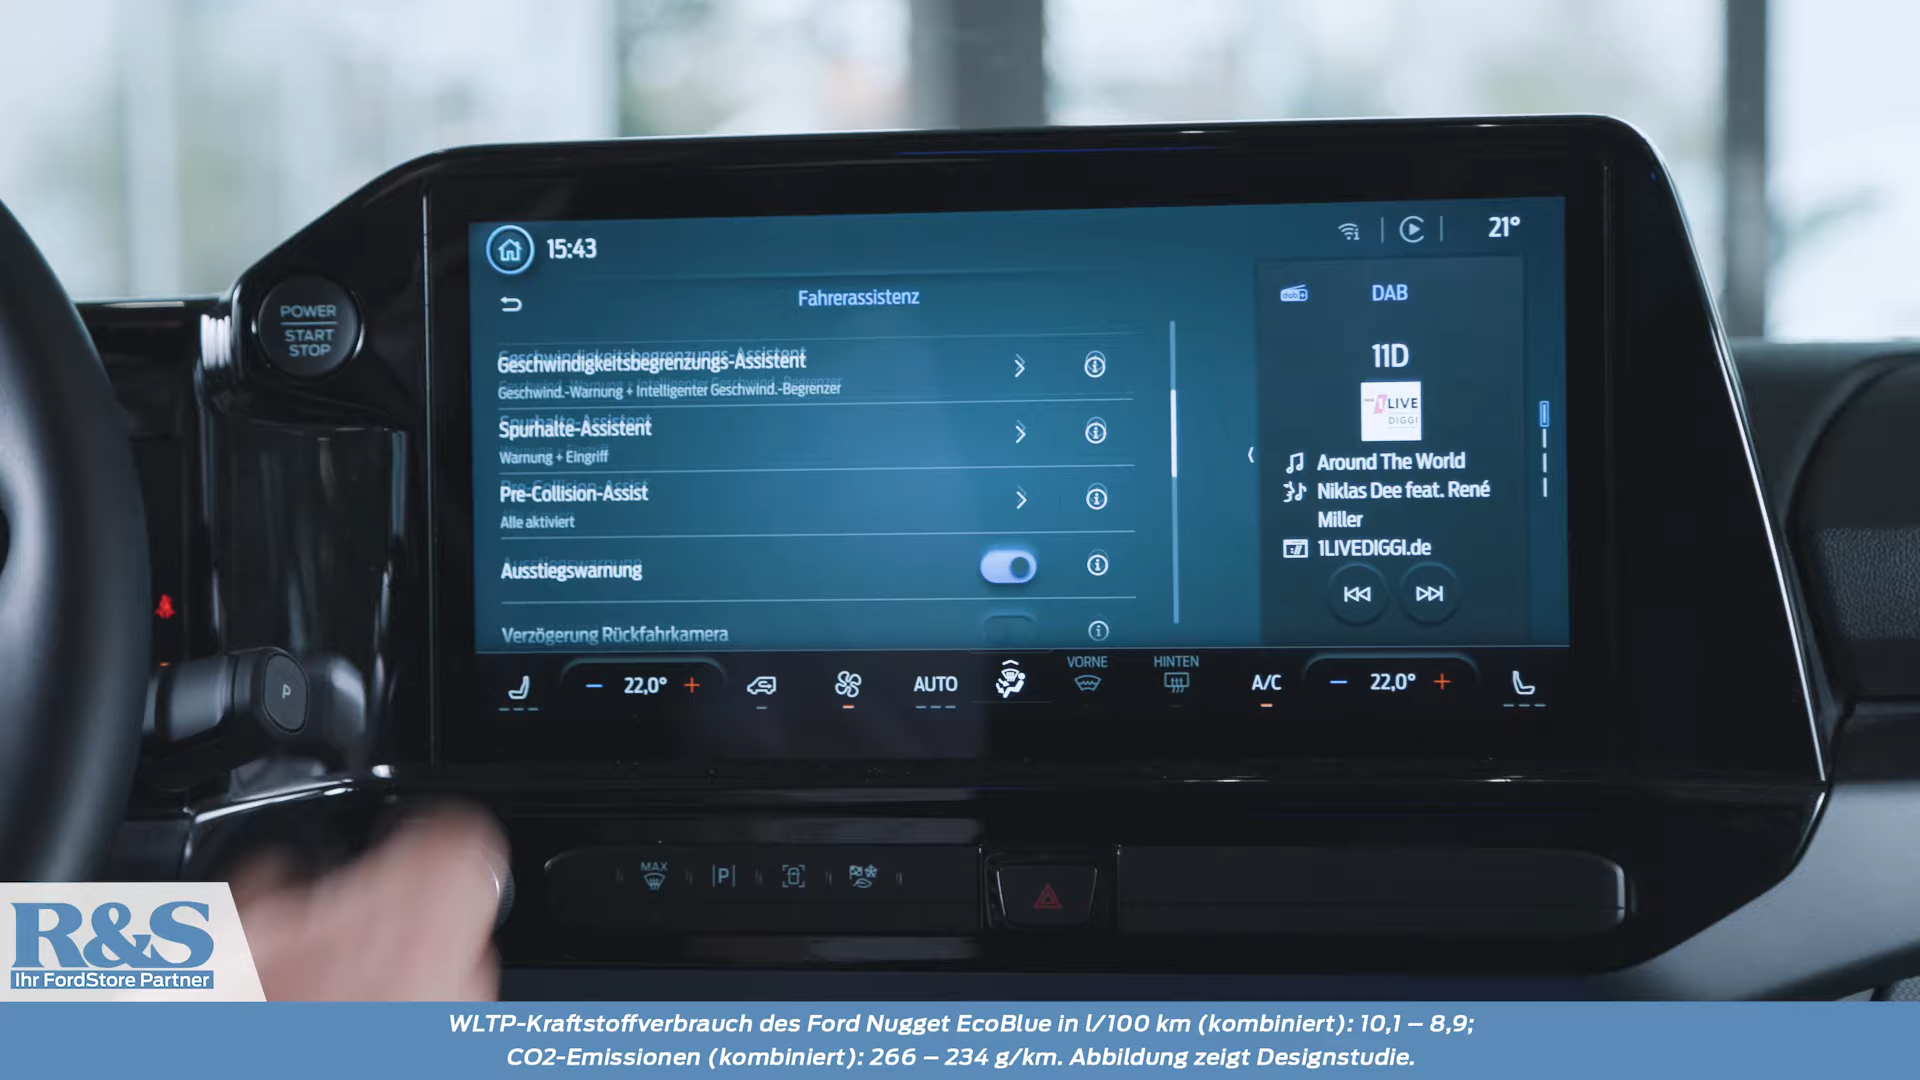 POWER
START
STOP
15:43
21°
Fahrerassistenz
Geschwindigkeitsbegrenzungs-Assistent
Geschwind.-Warnung + Intelligenter Geschwind.-Begrenzer
Spurhalte-Assistent
Warnung + Eingriff
Pre-Collision-Assist
Alle aktiviert
Ausstiegswarnung
Verzögerung Rückfahrkamera
DAB
11D
1LIVE
DIGGI
Around The World
Niklas Dee feat. René
Miller
1LIVEDIGGI.de
P
22,0°
AUTO
VORNE
HINTEN
A/C
22,0°
MAX
P
R&S
Ihr FordStore Partner
WLTP-Kraftstoffverbrauch des Ford Nugget EcoBlue in l/100 km (kombiniert): 10,1 – 8,9;
CO2-Emissionen (kombiniert): 266 – 234 g/km. Abbildung zeigt Designstudie.